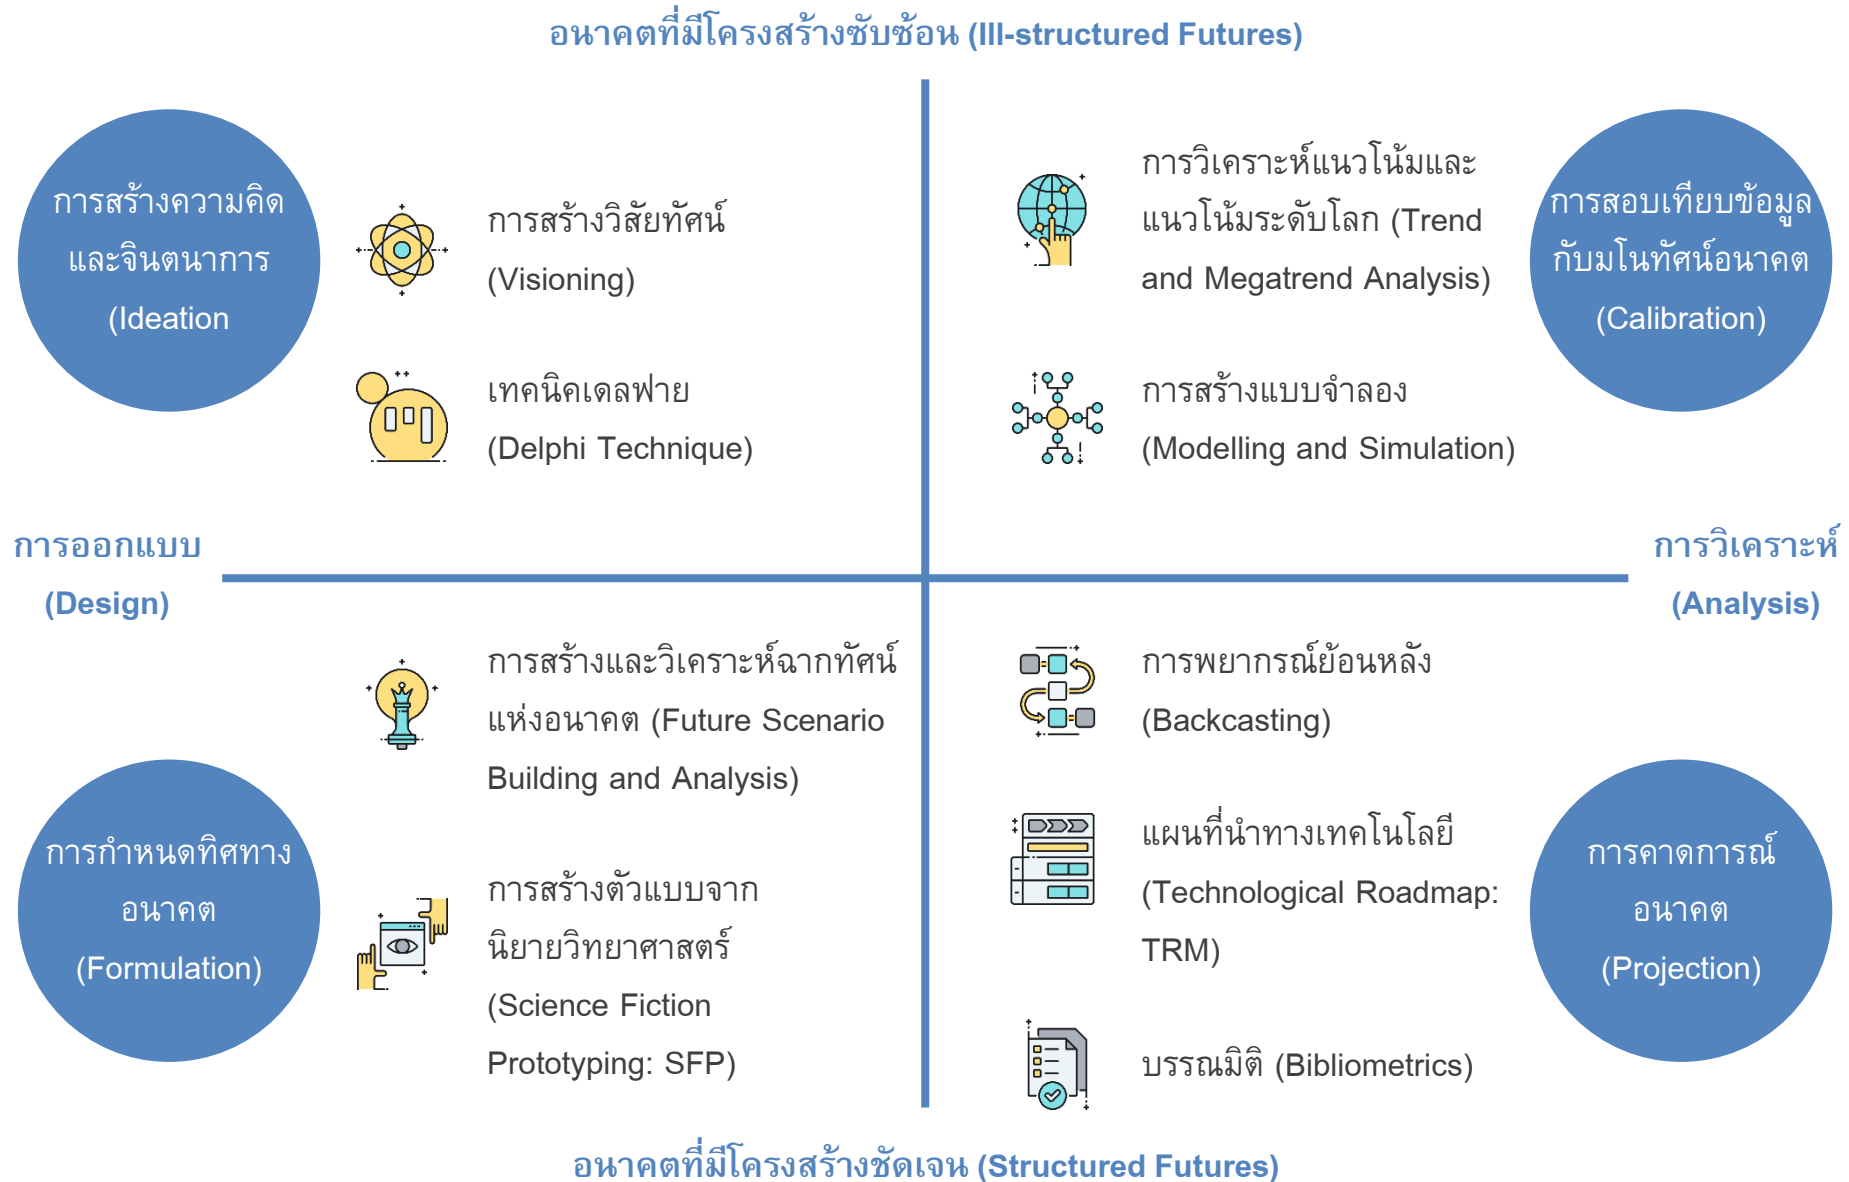 อนาคตที่มีโครงสร้างซับซ้อน (Ill-structured Futures)
การสร้างความคิด
และจินตนาการ
(Ideation
การสร้างวิสัยทัศน์
(Visioning)
เทคนิคเดลฟาย
(Delphi Technique)
การวิเคราะห์แนวโน้มและ
แนวโน้มระดับโลก (Trend
and Megatrend Analysis)
การสร้างแบบจำลอง
(Modelling and Simulation)
การสอบเทียบข้อมูล
กับมโนทัศน์อนาคต
(Calibration)
การออกแบบ
(Design)
การวิเคราะห์
(Analysis)
การกำหนดทิศทาง
อนาคต
(Formulation)
การสร้างและวิเคราะห์ฉากทัศน์
แห่งอนาคต (Future Scenario
Building and Analysis)
การสร้างตัวแบบจาก
นิยายวิทยาศาสตร์
(Science Fiction
Prototyping: SFP)
การพยากรณ์ย้อนหลัง
(Backcasting)
แผนที่นำทางเทคโนโลยี
(Technological Roadmap:
TRM)
บรรณมิติ (Bibliometrics)
การคาดการณ์
อนาคต
(Projection)
อนาคตที่มีโครงสร้างชัดเจน (Structured Futures)